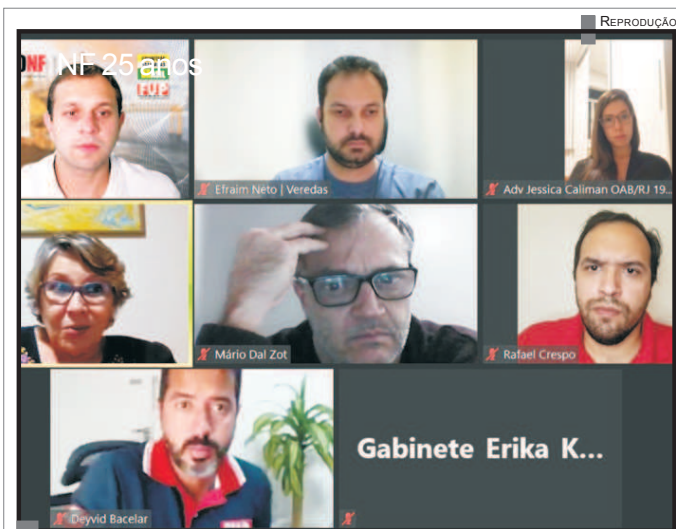 REPRODUÇÃO
NF
NF 25 anos
FUP
Efraim Neto | Veredas
Adv Jessica Caliman OAB/RJ 19...
Mário Dal Zot
Rafael Crespo
Deyvid Bacelar
Gabinete Erika K...